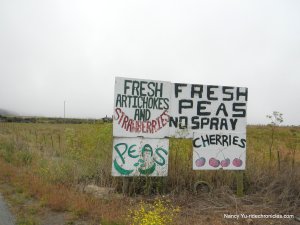 FRESH
ARTICHOKES
AND
STRAWBERRIES
PEAS
FRESH
PEAS
NO SPRAY
CHERRIES
Nancy Yu-ridechronicles.com